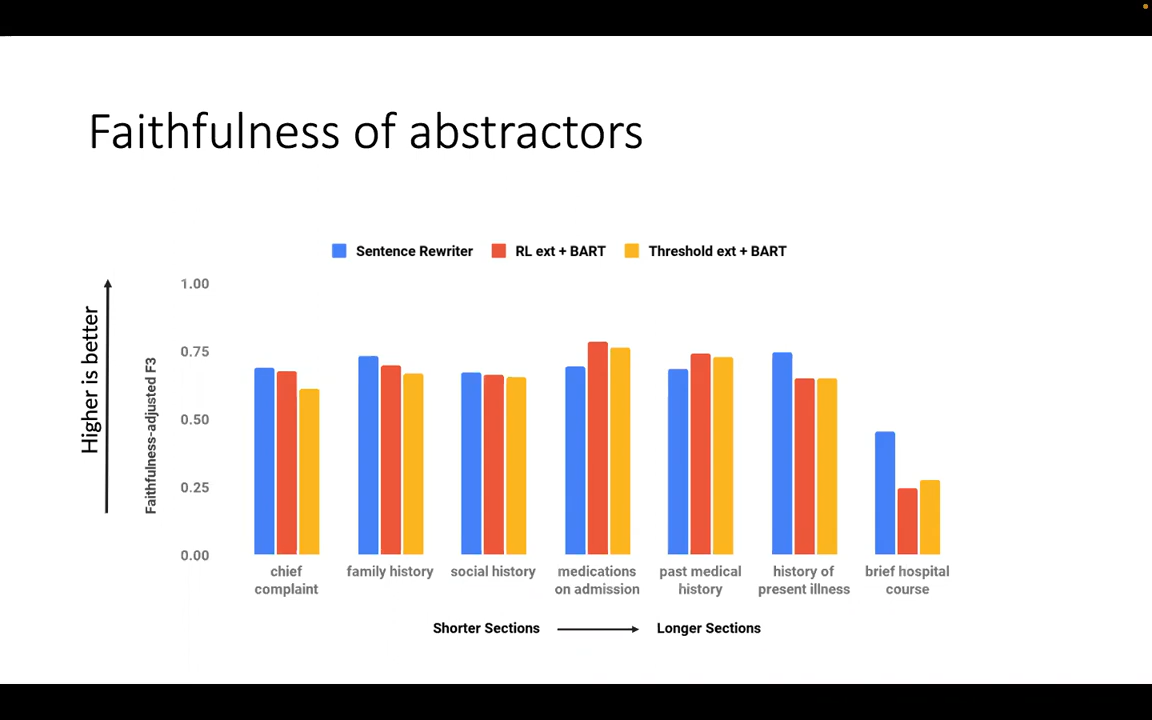 Faithfulness of abstractors
Sentence Rewriter
RL ext + BART
Threshold ext + BART
Higher is better
Faithfulness-adjusted F3
1.00
0.75
0.50
0.25
0.00
chief
complaint
family history
social history
medications
on admission
past medical
history
history of
present illness
brief hospital
course
Shorter Sections
Longer Sections